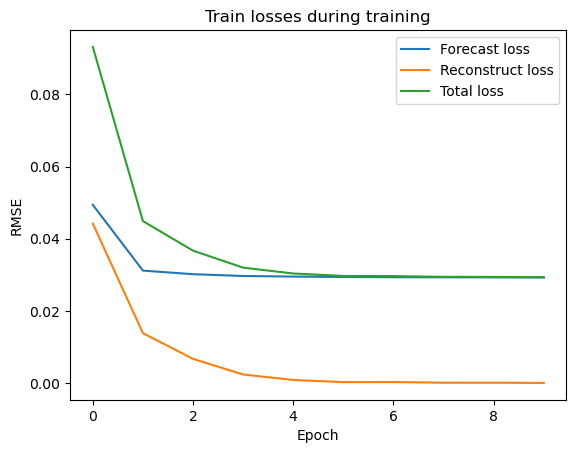 Train losses during training
Forecast loss
Reconstruct loss
Total loss
0.08
0.06
0.04
0.02
0.00
RMSE
0 2 4 6 8
Epoch